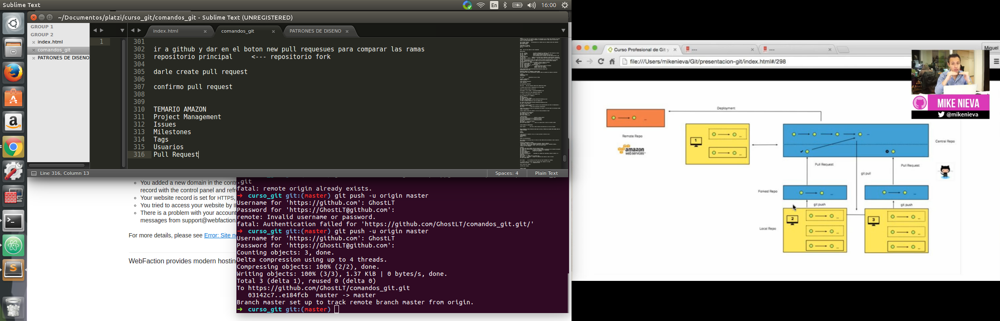 Sublime Text
En
16:00
~/Documentos/platzi/curso_git/comandos_git - Sublime Text (UNREGISTERED)
GROUP 1
GROUP 2
index.html
comandos_git
PATRONES DE DISENO
1
index.html
comandos_git
PATRONES DE DISENO
301
302 ir a github y dar en el boton new pull requesues para comparar las ramas
303 repositorio principal <--- repositorio fork
304
305 darle create pull request
306
307 confirmo pull request
308
309
310 TEMARIO AMAZON
311 Project Management
312 Issues
313 Milestones
314 Tags
315 Usuarios
316 Pull Request
Line 316, Column 13
Spaces: 4
Plain Text
You added a new domain in the contr
record with the control panel and refre
Your website record is set for HTTPS,
You tried to access your website by IP
There is a problem with your account
messages from support@webfaction.
For more details, please see Error: Site no
WebFaction provides modern hosting
.git
fatal: remote origin already exists.
➜ curso_git git:(master) git push -u origin master
Username for 'https://github.com': GhostLT
Password for 'https://GhostLT@github.com':
remote: Invalid username or password.
fatal: Authentication failed for 'https://github.com/GhostLT/comandos_git.git/'
➜ curso_git git:(master) git push -u origin master
Username for 'https://github.com': GhostLT
Password for 'https://GhostLT@github.com':
Counting objects: 3, done.
Delta compression using up to 4 threads.
Compressing objects: 100% (2/2), done.
Writing objects: 100% (3/3), 1.37 KiB | 0 bytes/s, done.
Total 3 (delta 1), reused 0 (delta 0)
To https://github.com/GhostLT/comandos_git.git
03142c7..e184fcb master -> master
Branch master set up to track remote branch master from origin.
➜ curso_git git:(master)
Curso Profesional de Git y
---
---
Miguel
file:///Users/mikenieva/Git/presentacion-git/index.html#/298
MIKE NIEVA
@mikenieva
Deployment
Remote Repo
amazon
web services™
1
Central Repo
Pull Request
Pull Request
git pull
Forked Repo
git push
git push
2
3
Local Repo